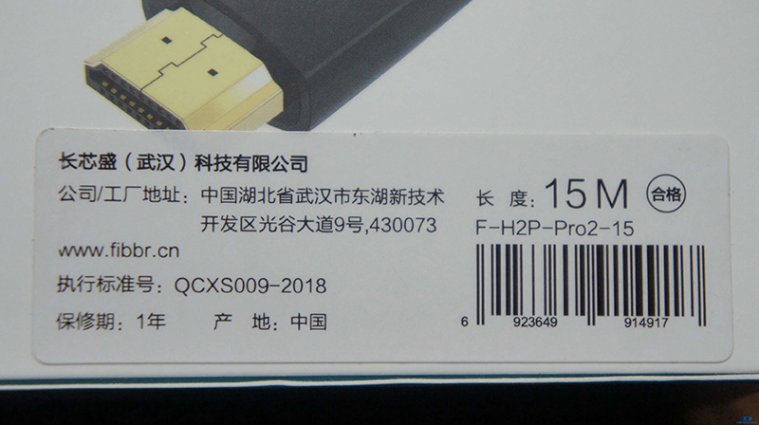 长芯盛（武汉）科技有限公司
公司/工厂地址：中国湖北省武汉市东湖新技术
开发区光谷大道9号,430073
www.fibbr.cn
执行标准号：QCXS009-2018
保修期：1年 产 地：中国
长 度：15M 合格
F-H2P-Pro2-15
6 923649 914917